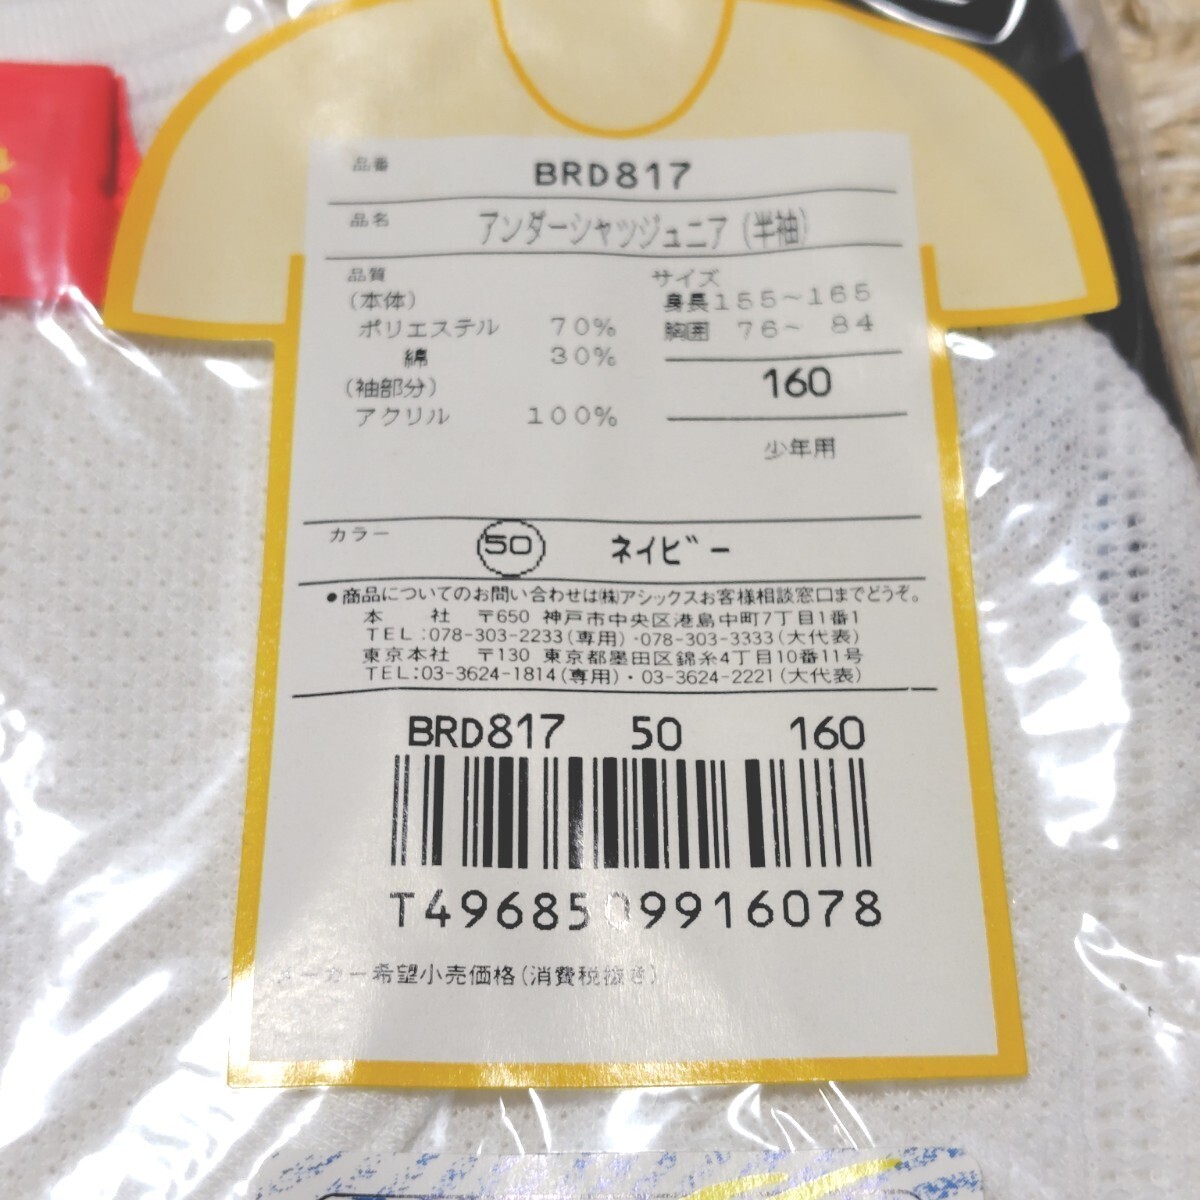 品番 BRD817
品名 アンダーシャツジュニア(半袖)
品質
(本体)
ポリエステル 70%
綿 30%
(袖部分)
アクリル 100%
サイズ
身長155〜165
胸囲 76〜 84
160
少年用
カラー 50 ネイビー
●商品についてのお問い合わせは㈱アシックスお客様相談窓口までどうぞ。
本 社 〒650 神戸市中央区港島中町7丁目1番1
TEL:078-303-2233(専用)・078-303-3333(大代表)
東京本社 〒130 東京都墨田区錦糸4丁目10番11号
TEL:03-3624-1814(専用)・03-3624-2221(大代表)
BRD817 50 160
T4968509916078
メーカー希望小売価格(消費税抜き)